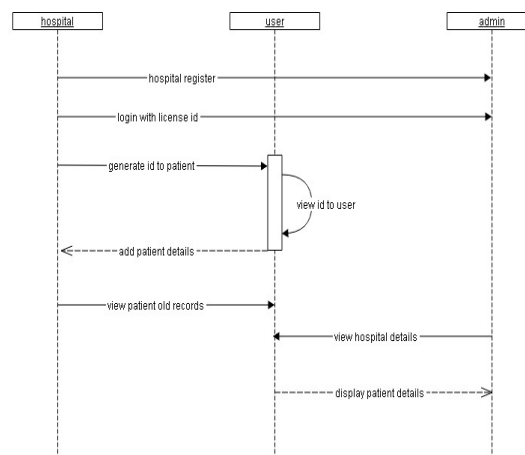 hospital
user
admin
hospital register
login with license id
generate id to patient
view id to user
add patient details
view patient old records
view hospital details
display patient details